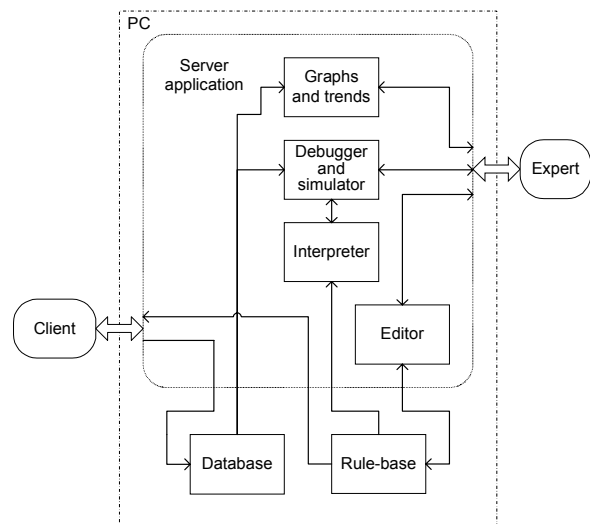 PC
Server
application
Graphs
and trends
Debugger
and
simulator
Expert
Interpreter
Client
Editor
Database
Rule-base